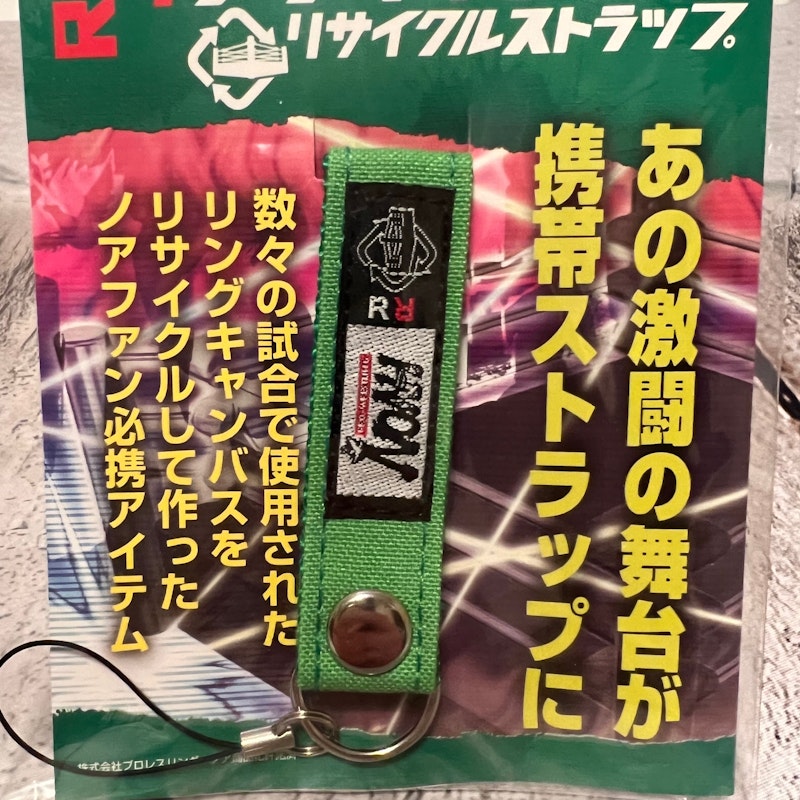 リサイクルストラップ。
あの激闘の舞台が
携帯ストラップに
数々の試合で使用された
リングキャンバスを
リサイクルして作った
ノアファン必携アイテム
RR
NOAH